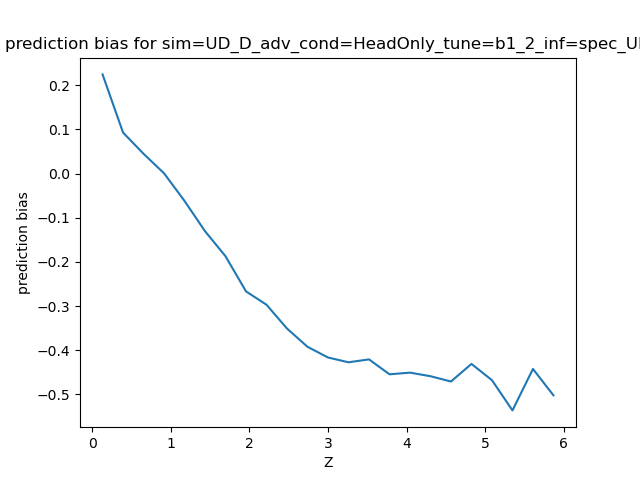 prediction bias for sim=UD_D_adv_cond=HeadOnly_tune=b1_2_inf=spec_U
0.2
0.1
0.0
−0.1
−0.2
−0.3
−0.4
−0.5
prediction bias
0 1 2 3 4 5 6
Z